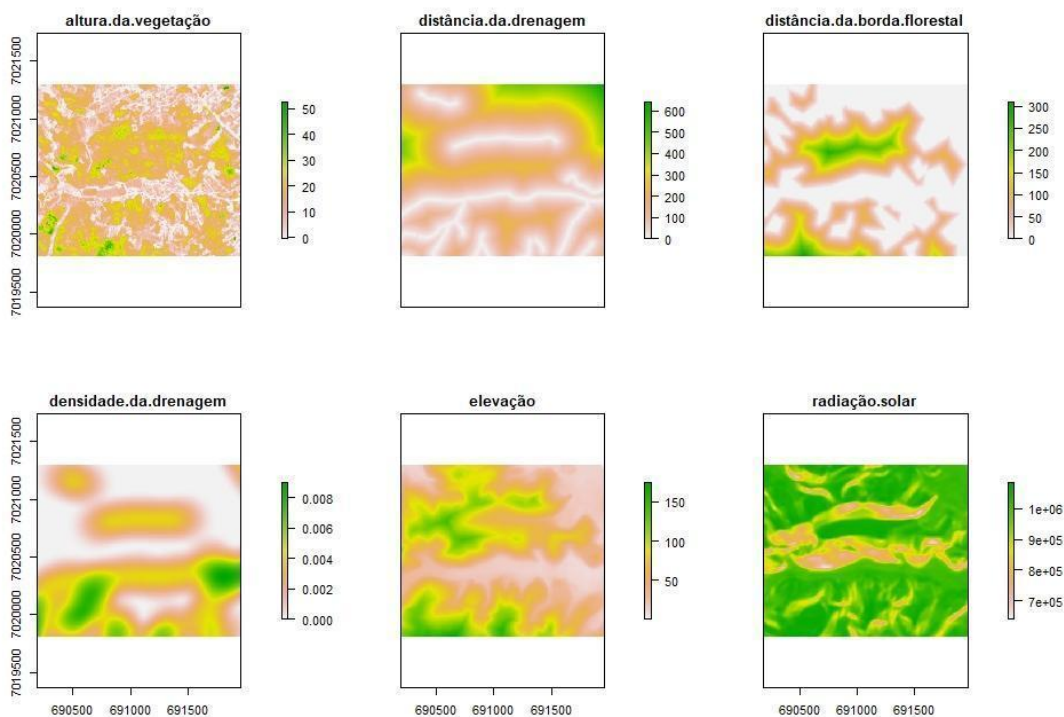 altura.da.vegetação
distância.da.drenagem
distância.da.borda.florestal
7021500
7021000
7020500
7020000
7019500
50
40
30
20
10
0
600
500
400
300
200
100
0
300
250
200
150
100
50
0
densidade.da.drenagem
elevação
radiação.solar
7021500
7021000
7020500
7020000
7019500
0.008
0.006
0.004
0.002
0.000
150
100
50
1e+06
9e+05
8e+05
7e+05
690500 691000 691500
690500 691000 691500
690500 691000 691500